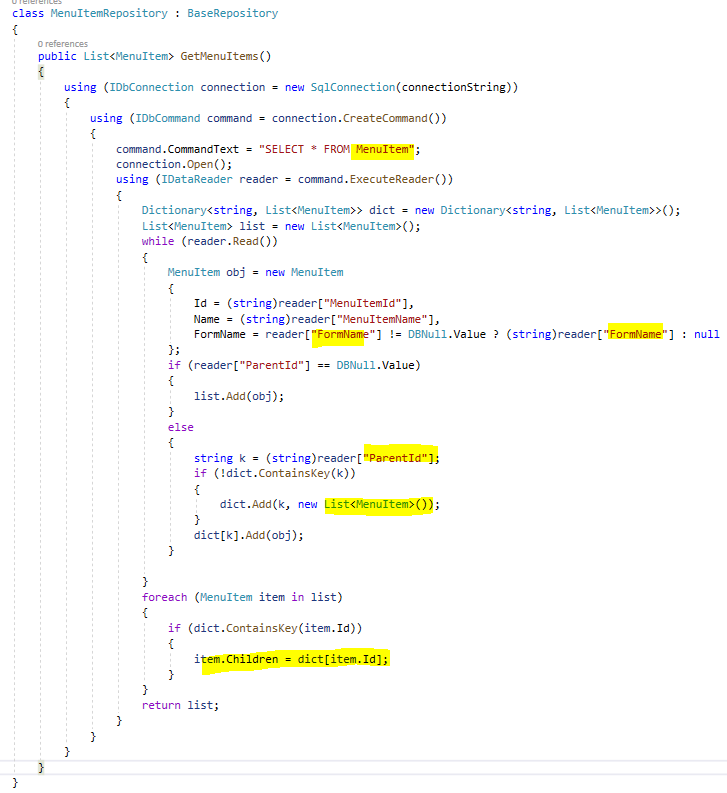 0 references
class MenuItemRepository : BaseRepository
{
0 references
public List<MenuItem> GetMenuItems()
{
using (IDbConnection connection = new SqlConnection(connectionString))
{
using (IDbCommand command = connection.CreateCommand())
{
command.CommandText = "SELECT * FROM MenuItem";
connection.Open();
using (IDataReader reader = command.ExecuteReader())
{
Dictionary<string, List<MenuItem>> dict = new Dictionary<string, List<MenuItem>>();
List<MenuItem> list = new List<MenuItem>();
while (reader.Read())
{
MenuItem obj = new MenuItem
{
Id = (string)reader["MenuItemId"],
Name = (string)reader["MenuItemName"],
FormName = reader["FormName"] != DBNull.Value ? (string)reader["FormName"] : null
};
if (reader["ParentId"] == DBNull.Value)
{
list.Add(obj);
}
else
{
string k = (string)reader["ParentId"];
if (!dict.ContainsKey(k))
{
dict.Add(k, new List<MenuItem>());
}
dict[k].Add(obj);
}
}
foreach (MenuItem item in list)
{
if (dict.ContainsKey(item.Id))
{
item.Children = dict[item.Id];
}
}
return list;
}
}
}
}
}